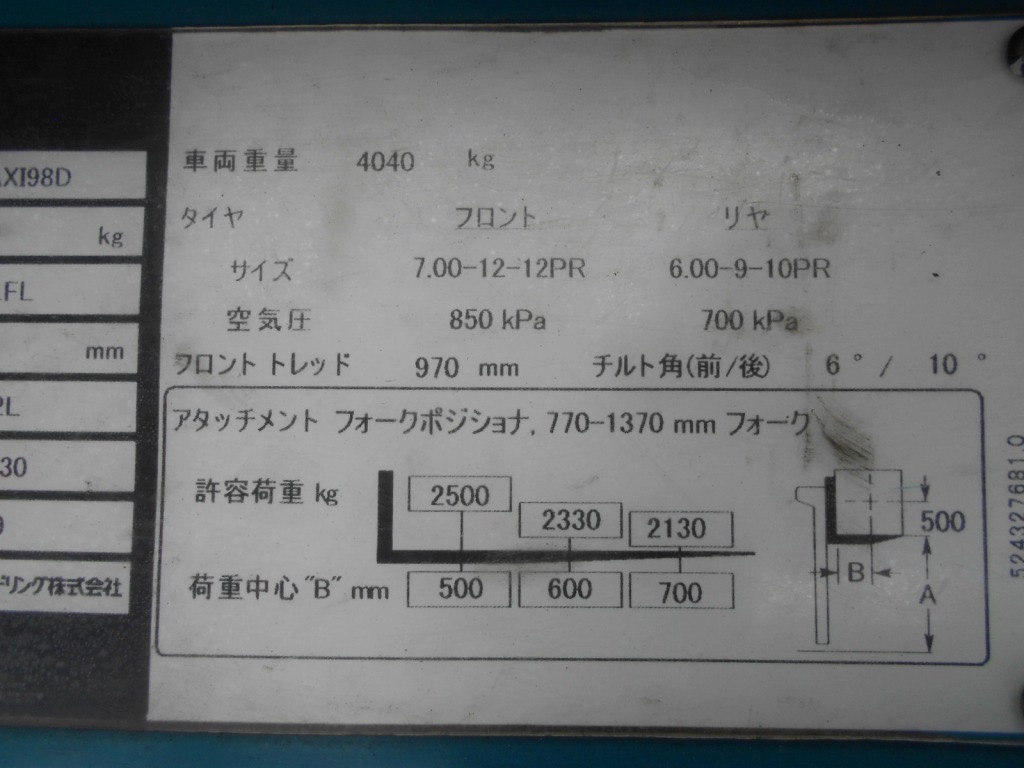 XI98D
kg
FL
mm
2L
30
9
ドリング株式会社
車両重量 4040 kg
タイヤ フロント リヤ
サイズ 7.00-12-12PR 6.00-9-10PR
空気圧 850 kPa 700 kPa
フロント トレッド 970 mm チルト角(前/後) 6 ° / 10 °
アタッチメント フォークポジショナ, 770-1370 mm フォーク
許容荷重 kg 2500 2330 2130
荷重中心 "B" mm 500 600 700
500
B
A
5243276810